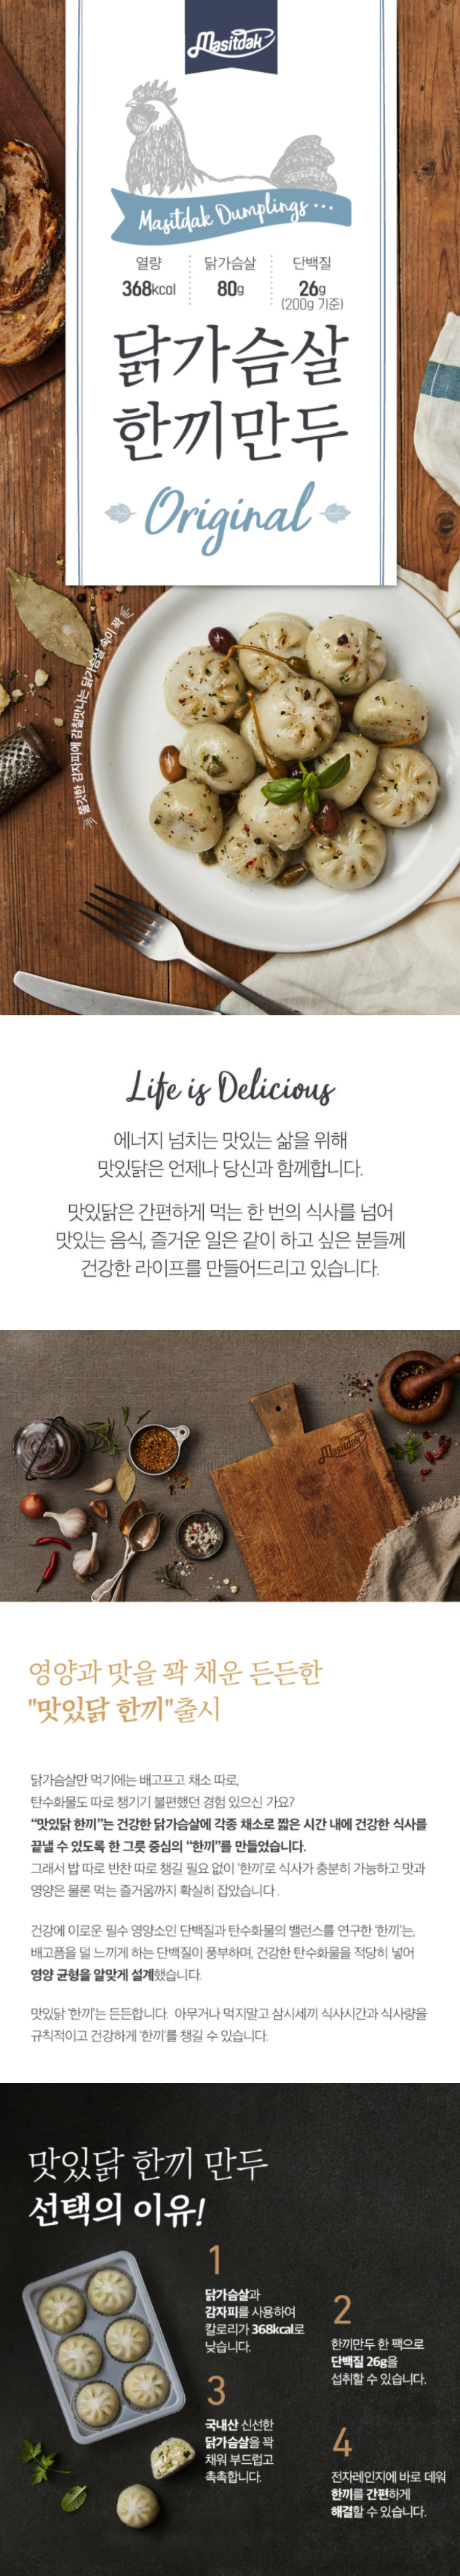 Masitdak
Masitdak Dumplings ...
열량
닭가슴살
단백질
368kcal
80g
26g
(200g 기준)
닭가슴살
한끼만두
Original
쫄깃한 감자피에 감칠맛나는 닭가슴살 속이 꽉
Life is Delicious
에너지 넘치는 맛있는 삶을 위해
맛있닭은 언제나 당신과 함께합니다.
맛있닭은 간편하게 먹는 한 번의 식사를 넘어
맛있는 음식, 즐거운 일은 같이 하고 싶은 분들께
건강한 라이프를 만들어드리고 있습니다.
Masitdak
영양과 맛을 꽉 채운 든든한
"맛있닭 한끼"출시
닭가슴살만 먹기에는 배고프고 채소 따로,
탄수화물도 따로 챙기기 불편했던 경험 있으신 가요?
“맛있닭 한끼”는 건강한 닭가슴살에 각종 채소로 짧은 시간 내에 건강한 식사를
끝낼 수 있도록 한 그릇 중심의 “한끼”를 만들었습니다.
그래서 밥 따로 반찬 따로 챙길 필요 없이 '한끼'로 식사가 충분히 가능하고 맛과
영양은 물론 먹는 즐거움까지 확실히 잡았습니다.
건강에 이로운 필수 영양소인 단백질과 탄수화물의 밸런스를 연구한 '한끼'는,
배고픔을 덜 느끼게 하는 단백질이 풍부하며, 건강한 탄수화물을 적당히 넣어
영양 균형을 알맞게 설계했습니다.
맛있닭 '한끼'는 든든합니다. 아무거나 먹지말고 삼시세끼 식사시간과 식사량을
규칙적이고 건강하게 '한끼'를 챙길 수 있습니다.
맛있닭 한끼 만두
선택의 이유!
1
닭가슴살과
감자피를 사용하여
칼로리가 368kcal로
낮습니다.
2
한끼만두 한 팩으로
단백질 26g을
섭취할 수 있습니다.
3
국내산 신선한
닭가슴살을 꽉
채워 부드럽고
촉촉합니다.
4
전자레인지에 바로 데워
한끼를 간편하게
해결할 수 있습니다.